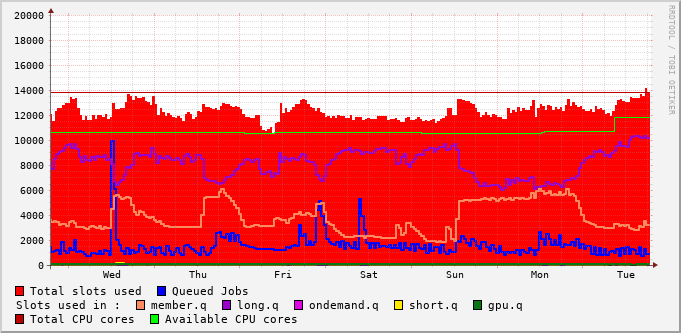 20000
18000
16000
14000
12000
10000
8000
6000
4000
2000
0
Wed Thu Fri Sat Sun Mon Tue
RRDTOOL / TOBI OETIKER
Total slots used Queued Jobs
Slots used in : member.q long.q ondemand.q short.q gpu.q
Total CPU cores Available CPU cores